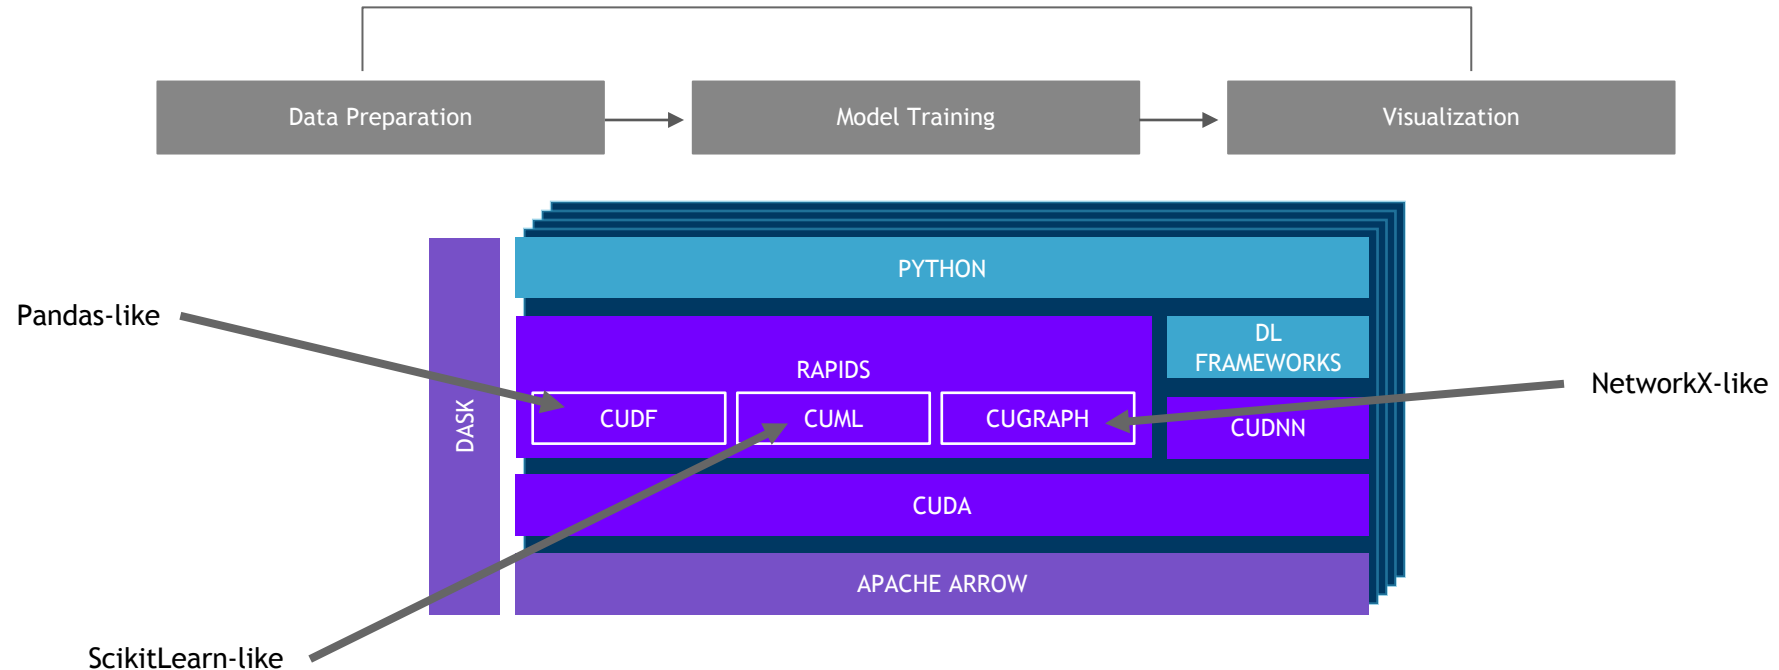 Data Preparation
Model Training
Visualization
PYTHON
Pandas-like
DL
FRAMEWORKS
RAPIDS
NetworkX-like
CUDF
CUML
CUGRAPH
CUDNN
DASK
CUDA
APACHE ARROW
ScikitLearn-like